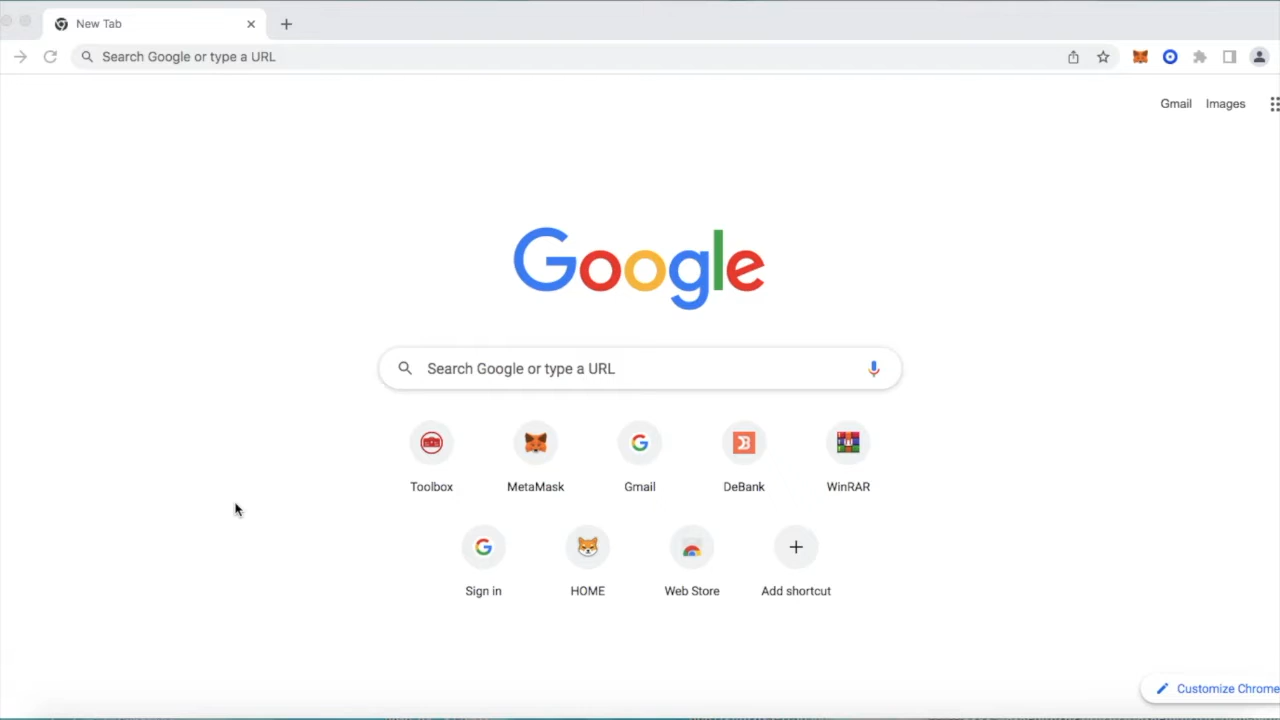 New Tab
Search Google or type a URL
Gmail Images
Google
Search Google or type a URL
Toolbox MetaMask Gmail DeBank WinRAR
Sign in HOME Web Store Add shortcut
Customize Chrome